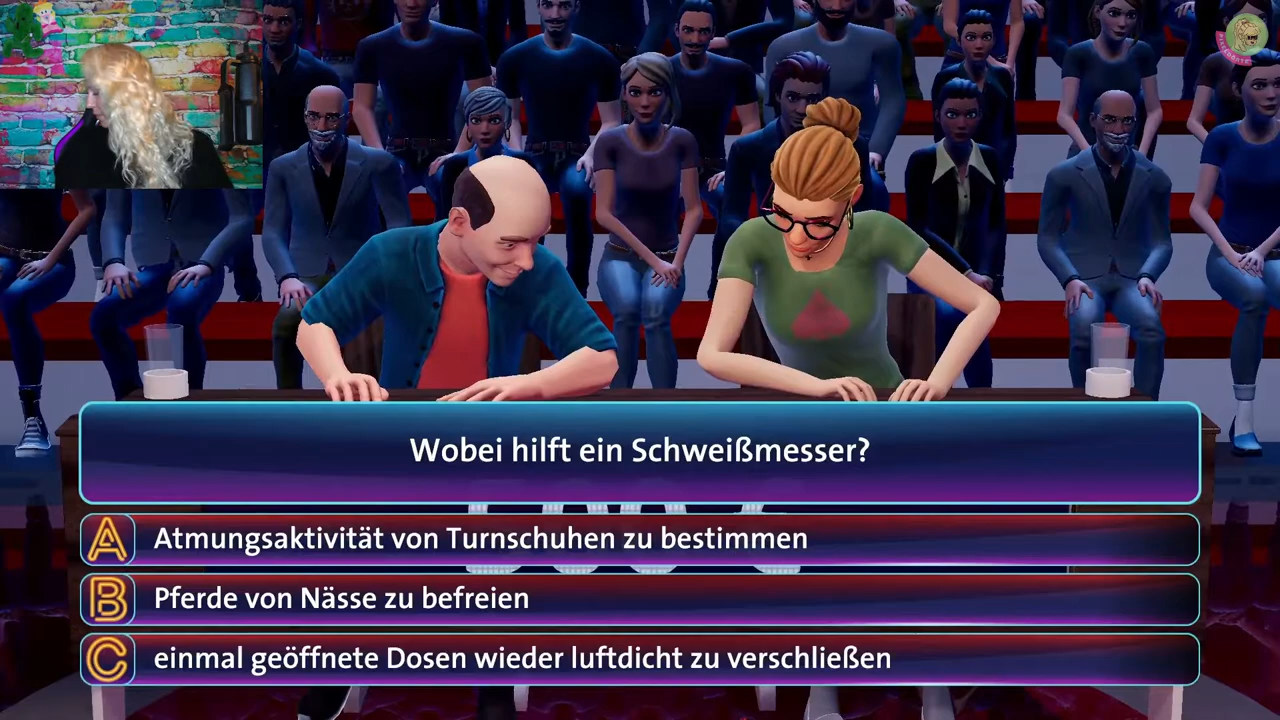 Wobei hilft ein Schweißmesser?
A Atmungsaktivität von Turnschuhen zu bestimmen
B Pferde von Nässe zu befreien
C einmal geöffnete Dosen wieder luftdicht zu verschließen